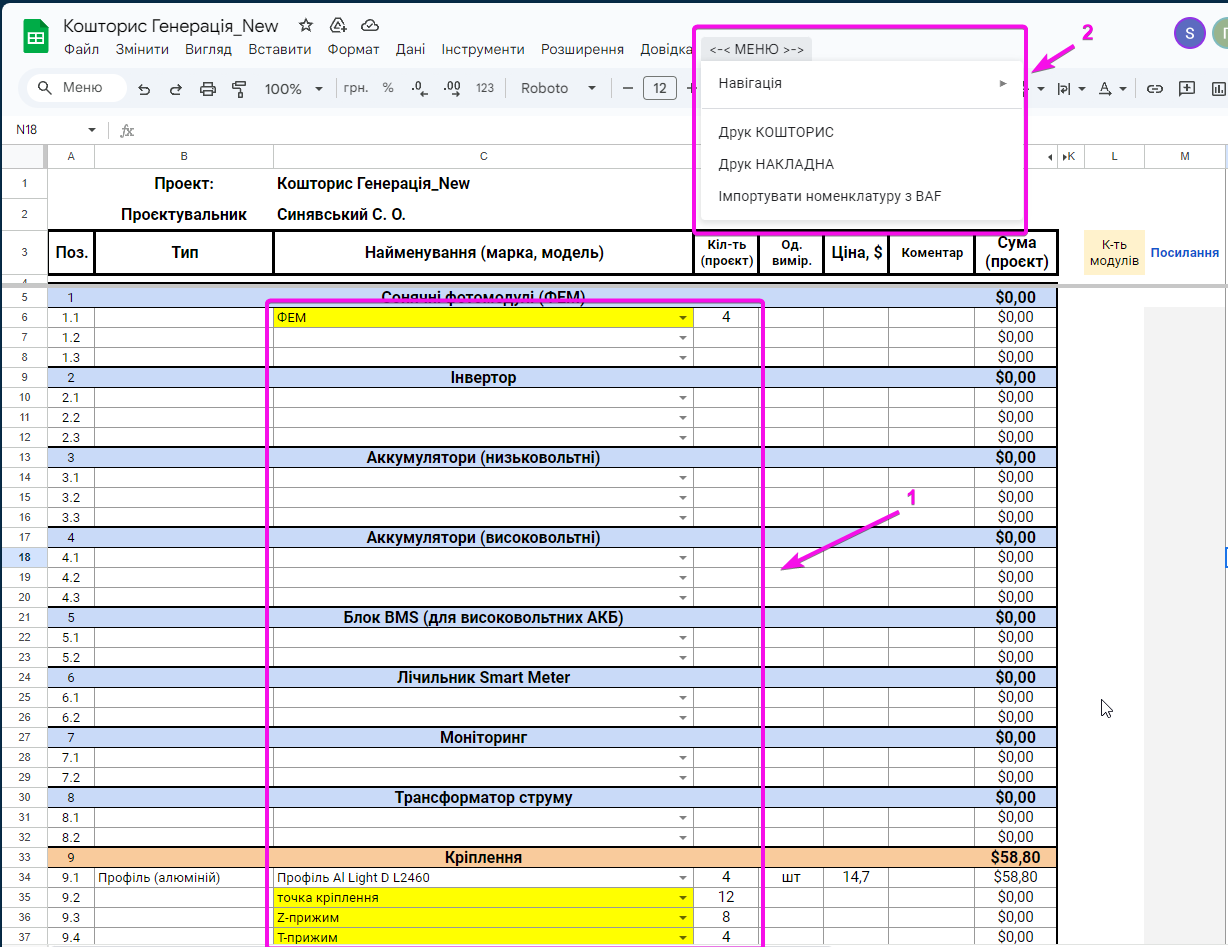 Кошторис Генерація_New
S
Файл Змінити Вигляд Вставити Формат Дані Інструменти Розширення Довідка <-< МЕНЮ >->
2
Меню 100% грн. % .0 .00 123 Roboto 12
Навігація
N18 fx
Друк КОШТОРИС
Друк НАКЛАДНА
Імпортувати номенклатуру з BAF
A B C K L M
1 Проект: Кошторис Генерація_New
2 Проєктувальник Синявський С. О.
3 Поз. Тип Найменування (марка, модель) Кіл-ть (проєкт) Од. вимір. Ціна, $ Коментар Сума (проєкт) К-ть модулів Посилання
5 1 Сонячні фотомодулі (ФЕМ) $0,00
6 1.1 ФЕМ 4 $0,00
7 1.2 $0,00
8 1.3 $0,00
9 2 Інвертор $0,00
10 2.1 $0,00
11 2.2 $0,00
12 2.3 $0,00
13 3 Аккумулятори (низьковольтні) $0,00
14 3.1 $0,00
15 3.2 $0,00
1
16 3.3 $0,00
17 4 Аккумулятори (високовольтні) $0,00
18 4.1 $0,00
19 4.2 $0,00
20 4.3 $0,00
21 5 Блок BMS (для високовольтних АКБ) $0,00
22 5.1 $0,00
23 5.2 $0,00
24 6 Лічильник Smart Meter $0,00
25 6.1 $0,00
26 6.2 $0,00
27 7 Моніторинг $0,00
28 7.1 $0,00
29 7.2 $0,00
30 8 Трансформатор струму $0,00
31 8.1 $0,00
32 8.2 $0,00
33 9 Кріплення $58,80
34 9.1 Профіль (алюміній) Профіль Al Light D L2460 4 шт 14,7 $58,80
35 9.2 точка кріплення 12 $0,00
36 9.3 Z-прижим 8 $0,00
37 9.4 Т-прижим 4 $0,00